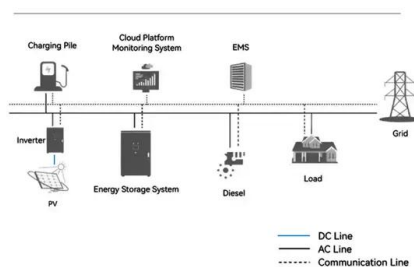 Charging Pile
Cloud Platform
Monitoring System
EMS
Grid
Inverter
PV
Energy Storage System
Diesel
Load
DC Line
AC Line
Communication Line